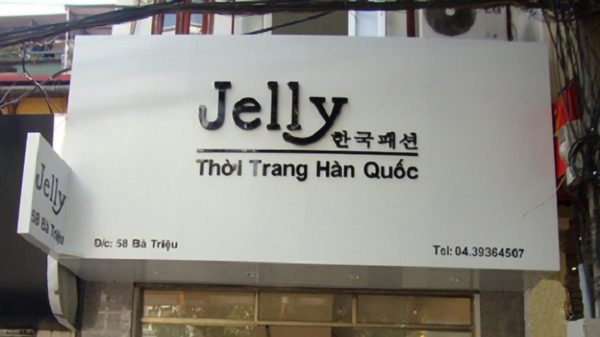 Jelly
한국패션
Thời Trang Hàn Quốc
Đ/c: 58 Bà Triệu
Tel: 04.39364507
Jelly
58 Bà Triệu